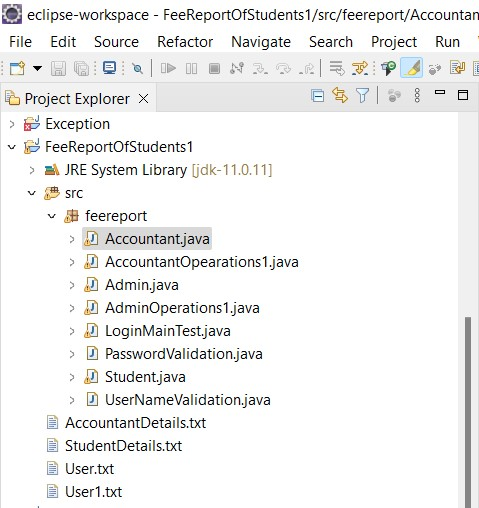 eclipse-workspace - FeeReportOfStudents1/src/feereport/Accountan
File Edit Source Refactor Navigate Search Project Run
Project Explorer
Exception
FeeReportOfStudents1
JRE System Library [jdk-11.0.11]
src
feereport
Accountant.java
AccountantOpearations1.java
Admin.java
AdminOperations1.java
LoginMainTest.java
PasswordValidation.java
Student.java
UserNameValidation.java
AccountantDetails.txt
StudentDetails.txt
User.txt
User1.txt